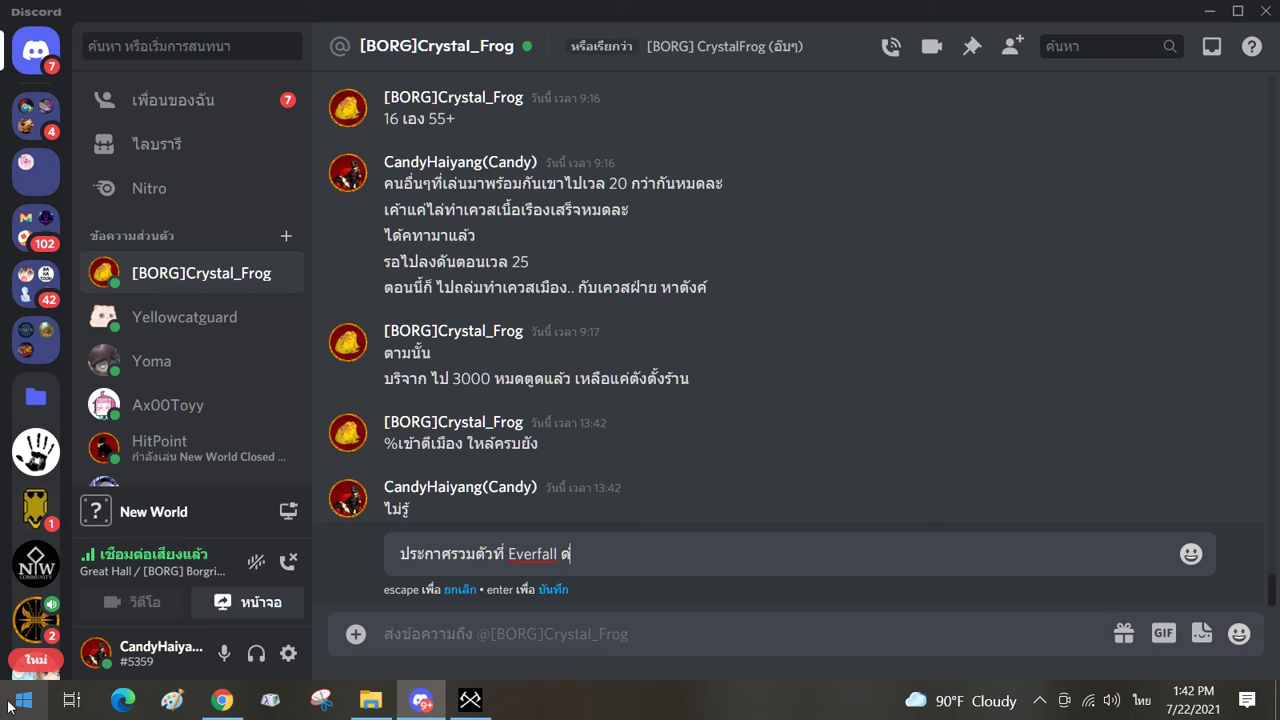 Discord
7
ค้นหา หรือเริ่มการสนทนา
@ [BORG]Crystal_Frog
หรือเรียกว่า [BORG] CrystalFrog (อ๊บๆ)
ค้นหา
4
102
42
1
2
ใหม่
เพื่อนของฉัน
7
ไลบรารี
Nitro
ข้อความส่วนตัว
[BORG]Crystal_Frog
Yellowcatguard
Yoma
Ax00Toyy
HitPoint
กำลังเล่น New World Closed ...
New World
เชื่อมต่อเสียงแล้ว
Great Hall / [BORG] Borgri...
วิดีโอ
หน้าจอ
CandyHaiya...
#5359
[BORG]Crystal_Frog วันนี้ เวลา 9:16
16 เอง 55+
CandyHaiyang(Candy) วันนี้ เวลา 9:16
คนอื่นๆที่เล่นมาพร้อมกันเขาไปเวล 20 กว่ากันหมดละ
เค้าแค่ไล่ทำเควสเนื้อเรื่องเสร็จหมดละ
ได้คทามาแล้ว
รอไปลงดันตอนเวล 25
ตอนนี้ก็ ไปถล่มทำเควสเมือง.. กับเควสฝ่าย หาตังค์
[BORG]Crystal_Frog วันนี้ เวลา 9:17
ตามนั้น
บริจาก ไป 3000 หมดตูดแล้ว เหลือแค่ตังตั้งร้าน
[BORG]Crystal_Frog วันนี้ เวลา 13:42
%เข้าตีเมือง ใหล้ครบยัง
CandyHaiyang(Candy) วันนี้ เวลา 13:42
ไม่รู้
ประกาศรวมตัวที่ Everfall
escape เพื่อ ยกเลิก • enter เพื่อ บันทึก
ส่งข้อความถึง @[BORG]Crystal_Frog
GIF
9+
90°F Cloudy
ไทย
1:42 PM
7/22/2021